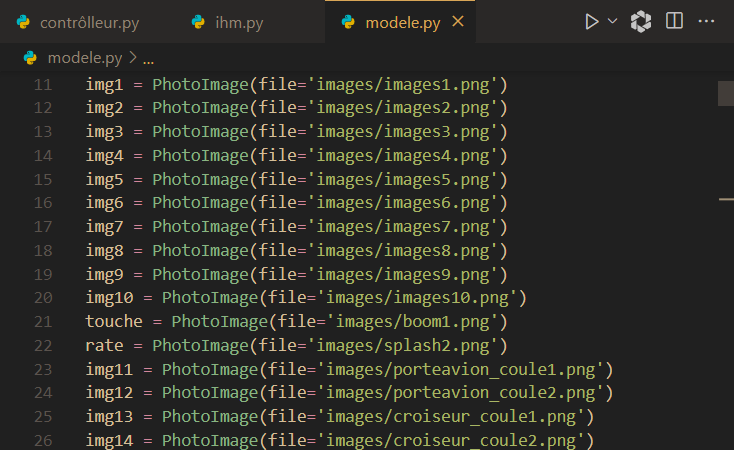 contrôlleur.py ihm.py modele.py
modele.py > ...
11 img1 = PhotoImage(file='images/images1.png')
12 img2 = PhotoImage(file='images/images2.png')
13 img3 = PhotoImage(file='images/images3.png')
14 img4 = PhotoImage(file='images/images4.png')
15 img5 = PhotoImage(file='images/images5.png')
16 img6 = PhotoImage(file='images/images6.png')
17 img7 = PhotoImage(file='images/images7.png')
18 img8 = PhotoImage(file='images/images8.png')
19 img9 = PhotoImage(file='images/images9.png')
20 img10 = PhotoImage(file='images/images10.png')
21 touche = PhotoImage(file='images/boom1.png')
22 rate = PhotoImage(file='images/splash2.png')
23 img11 = PhotoImage(file='images/porteavion_coule1.png')
24 img12 = PhotoImage(file='images/porteavion_coule2.png')
25 img13 = PhotoImage(file='images/croiseur_coule1.png')
26 img14 = PhotoImage(file='images/croiseur_coule2.png')